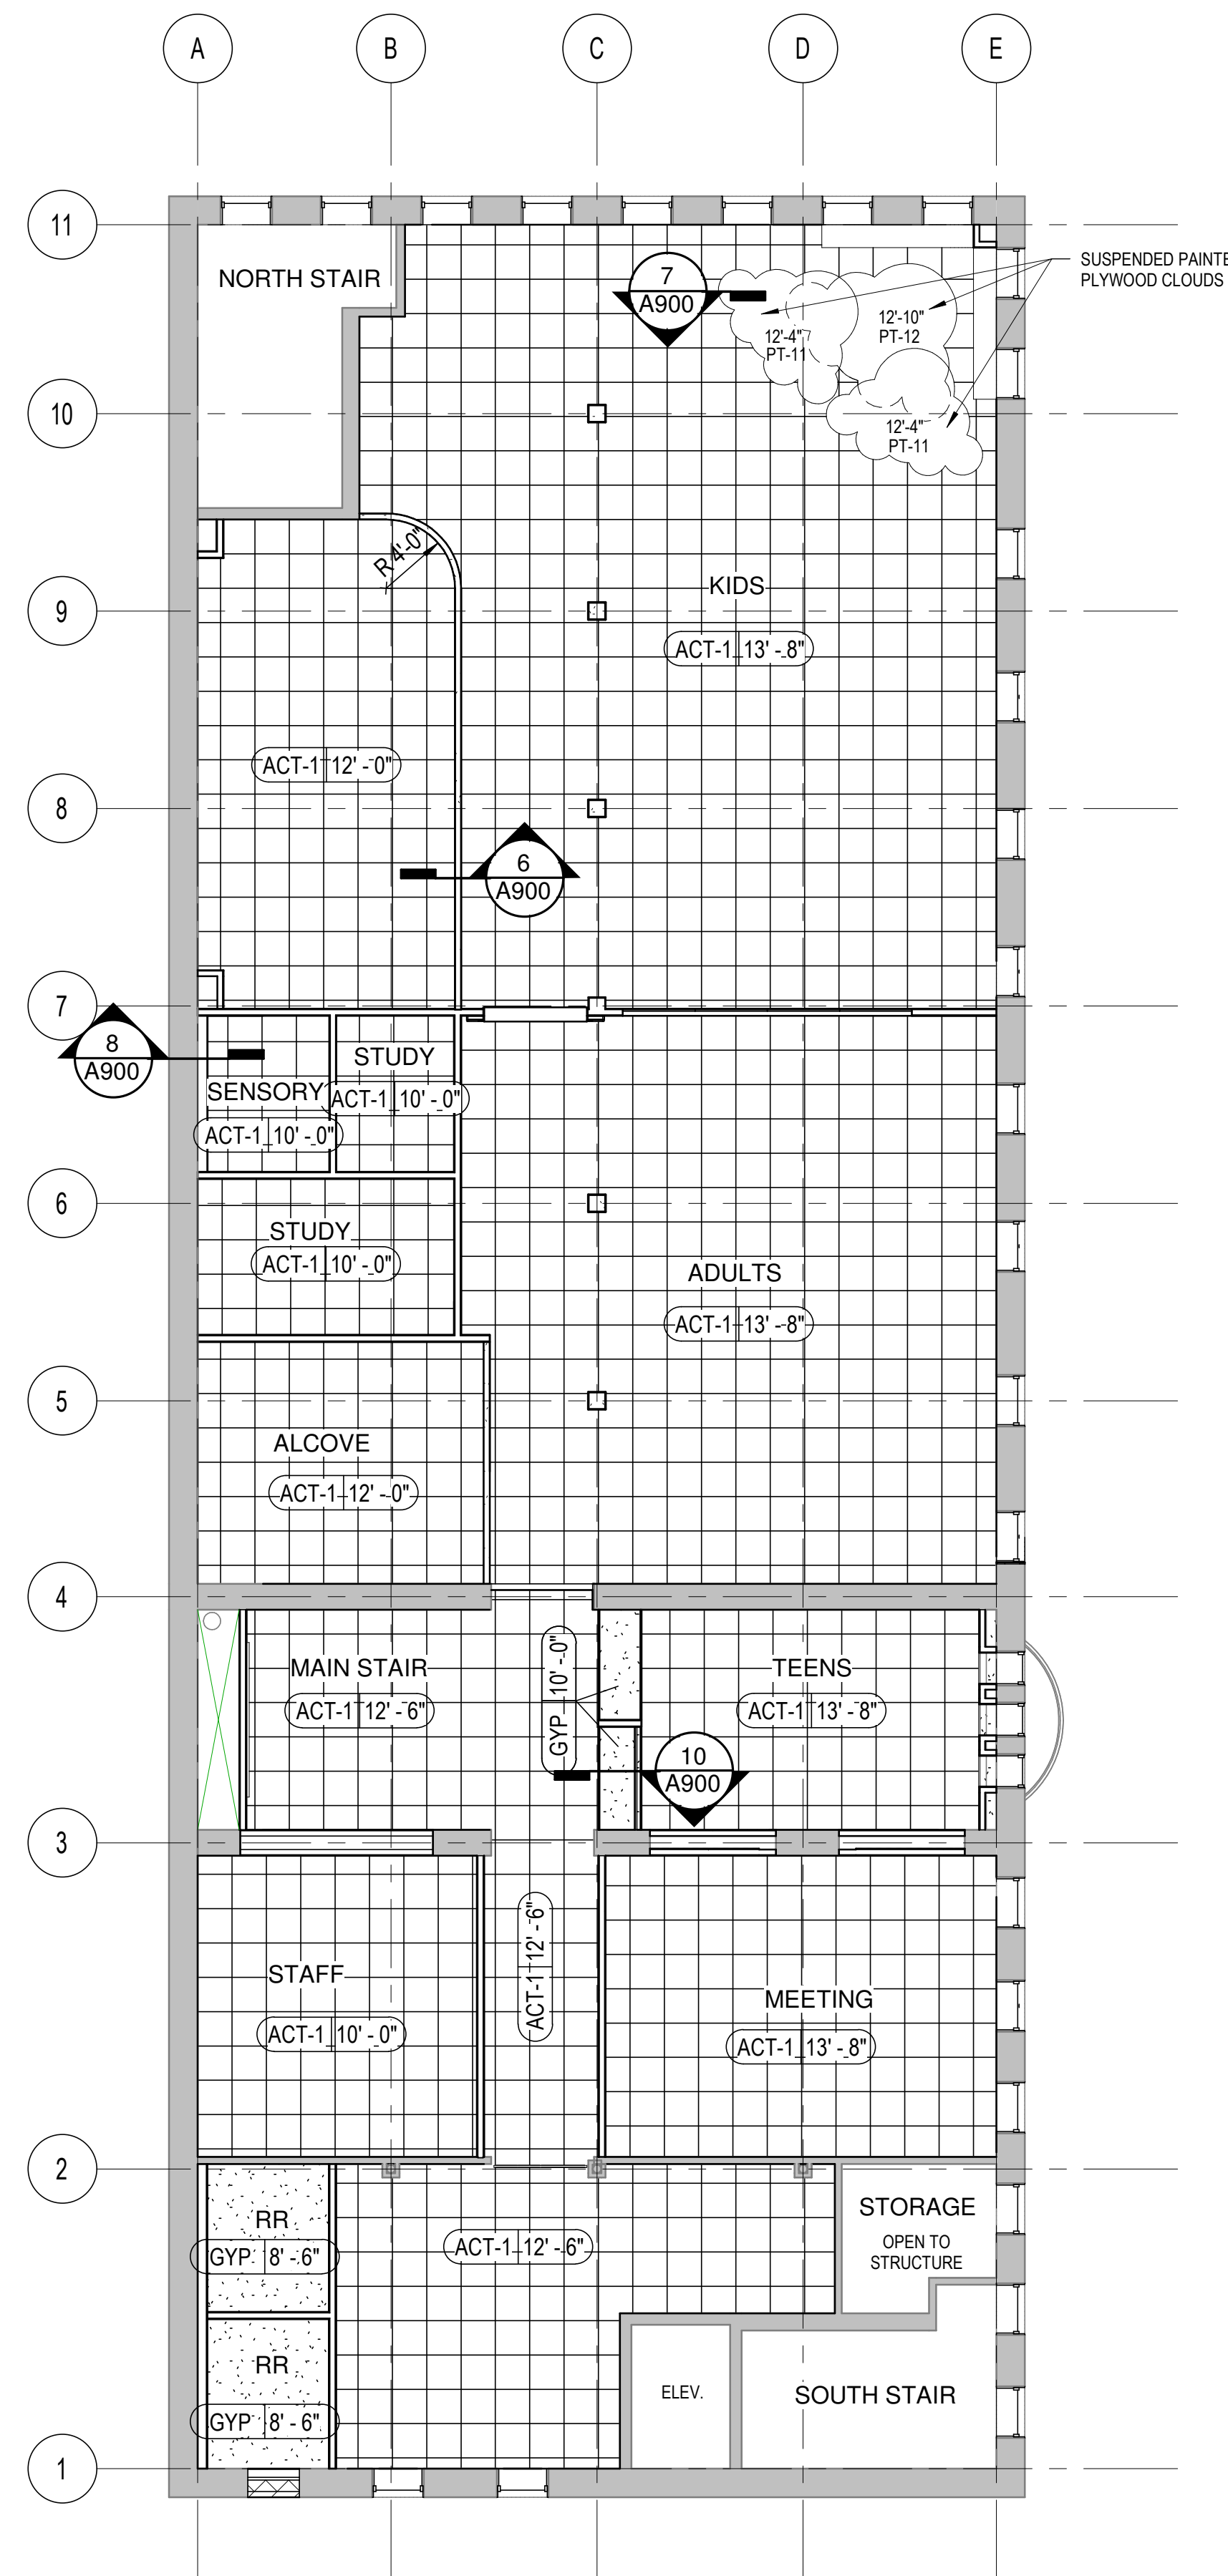 A
B
C
D
E
11
NORTH STAIR
7
A900
SUSPENDED PAINTE
PLYWOOD CLOUDS
12'-10"
PT-12
12'-4"
PT-11
10
12'-4"
PT-11
R 4'-0"
9
KIDS
ACT-1 13' - 8"
ACT-1 12' - 0"
8
6
A900
7
8
A900
STUDY
ACT-1 10' - 0"
SENSORY
ACT-1 10' - 0"
6
STUDY
ACT-1 10' - 0"
ADULTS
ACT-1 13' - 8"
5
ALCOVE
ACT-1 12' - 0"
4
MAIN STAIR
ACT-1 12' - 6"
GYP 10' - 0"
TEENS
ACT-1 13' - 8"
10
A900
3
ACT-1 12' - 6"
STAFF
ACT-1 10' - 0"
MEETING
ACT-1 13' - 8"
2
RR
GYP 8' - 6"
ACT-1 12' - 6"
STORAGE
OPEN TO
STRUCTURE
RR
GYP 8' - 6"
ELEV.
SOUTH STAIR
1